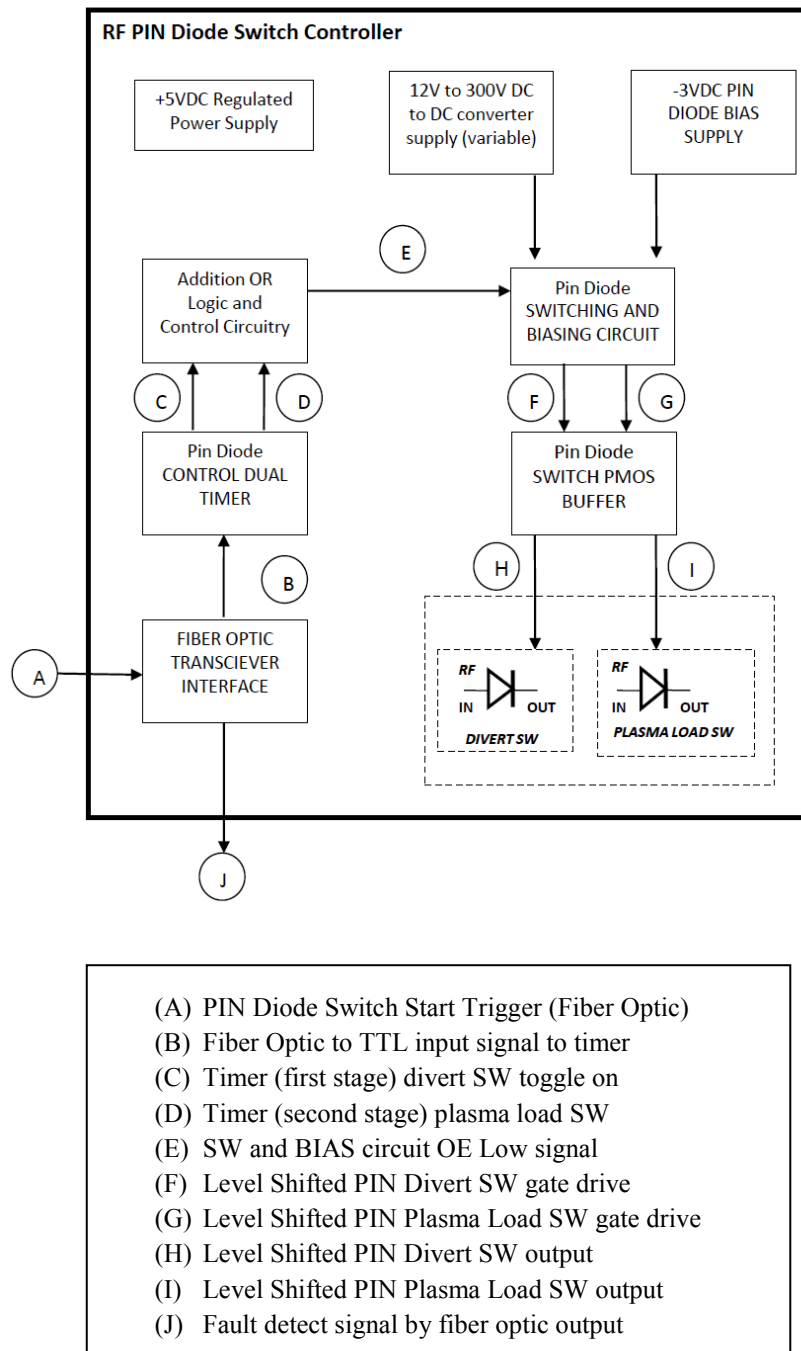 RF PIN Diode Switch Controller
+5VDC Regulated
Power Supply
12V to 300V DC
to DC converter
supply (variable)
-3VDC PIN
DIODE BIAS
SUPPLY
E
Addition OR
Logic and
Control Circuitry
Pin Diode
SWITCHING AND
BIASING CIRCUIT
C
D
F
G
Pin Diode
CONTROL DUAL
TIMER
Pin Diode
SWITCH PMOS
BUFFER
B
H
I
A
FIBER OPTIC
TRANSCIEVER
INTERFACE
RF
IN
OUT
DIVERT SW
RF
IN
OUT
PLASMA LOAD SW
J
(A) PIN Diode Switch Start Trigger (Fiber Optic)
(B) Fiber Optic to TTL input signal to timer
(C) Timer (first stage) divert SW toggle on
(D) Timer (second stage) plasma load SW
(E) SW and BIAS circuit OE Low signal
(F) Level Shifted PIN Divert SW gate drive
(G) Level Shifted PIN Plasma Load SW gate drive
(H) Level Shifted PIN Divert SW output
(I) Level Shifted PIN Plasma Load SW output
(J) Fault detect signal by fiber optic output